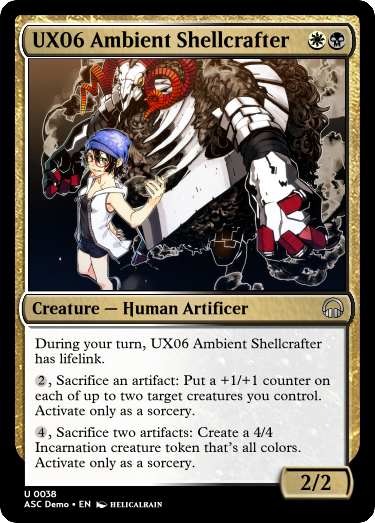 UX06 Ambient Shellcrafter
Creature — Human Artificer
During your turn, UX06 Ambient Shellcrafter
has lifelink.
2, Sacrifice an artifact: Put a +1/+1 counter on
each of up to two target creatures you control.
Activate only as a sorcery.
4, Sacrifice two artifacts: Create a 4/4
Incarnation creature token that's all colors.
Activate only as a sorcery.
2/2
U 0038
ASC Demo • EN HELICALRAIN